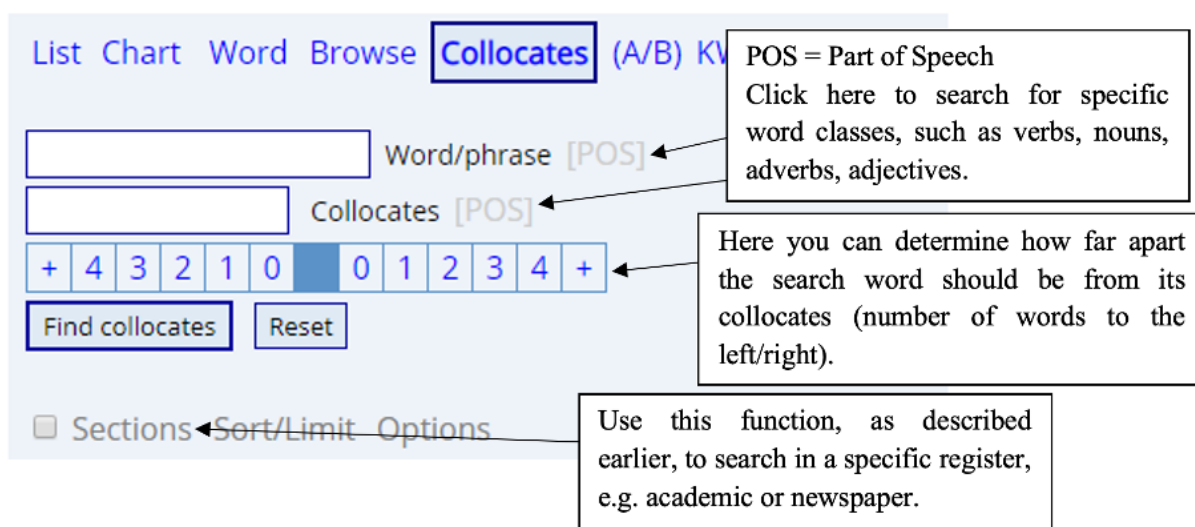 List Chart Word Browse Collocates (A/B)
POS = Part of Speech
Click here to search for specific
word classes, such as verbs, nouns,
adverbs, adjectives.
Word/phrase [POS]
Collocates [POS]
+ 4 3 2 1 0 0 1 2 3 4 +
Here you can determine how far apart
the search word should be from its
collocates (number of words to the
left/right).
Find collocates Reset
Sections Sort/Limit Options
Use this function, as described
earlier, to search in a specific register,
e.g. academic or newspaper.